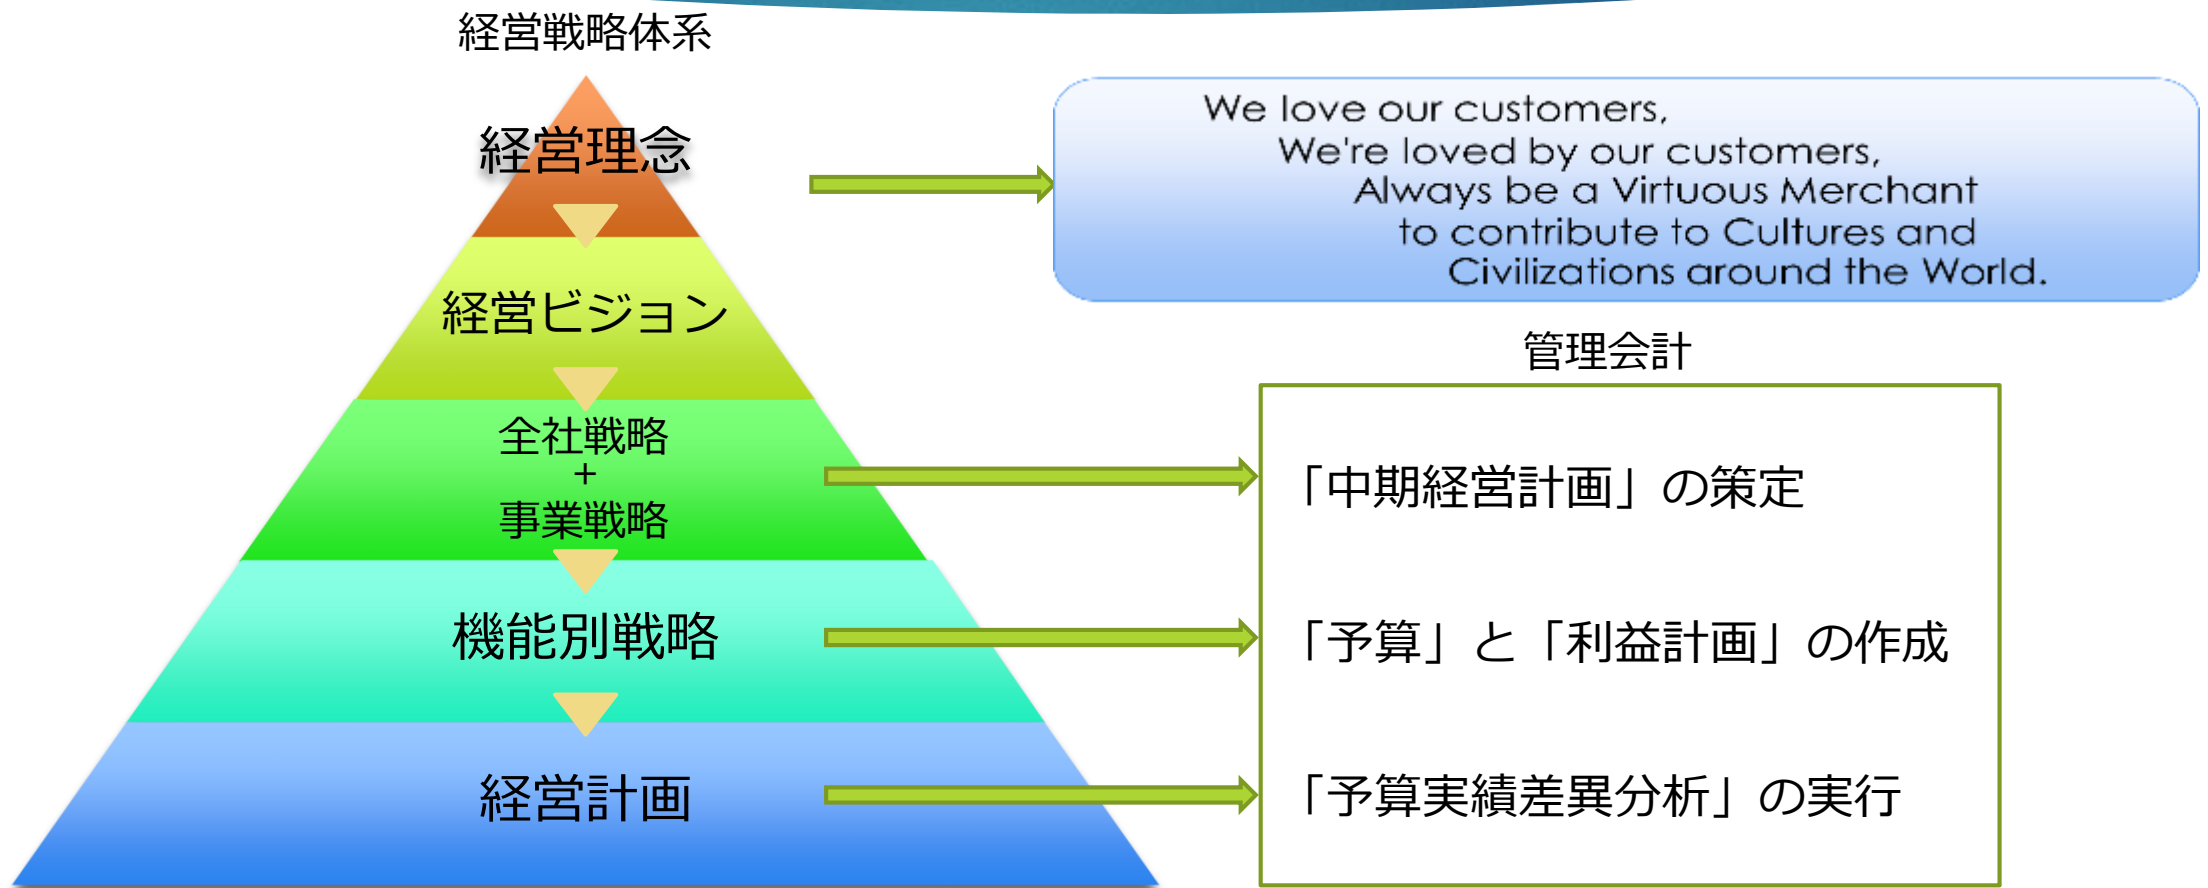 経営戦略体系
経営理念
経営ビジョン
全社戦略
+
事業戦略
機能別戦略
経営計画
We love our customers,
We're loved by our customers,
Always be a Virtuous Merchant
to contribute to Cultures and
Civilizations around the World.
管理会計
「中期経営計画」の策定
「予算」と「利益計画」の作成
「予算実績差異分析」の実行